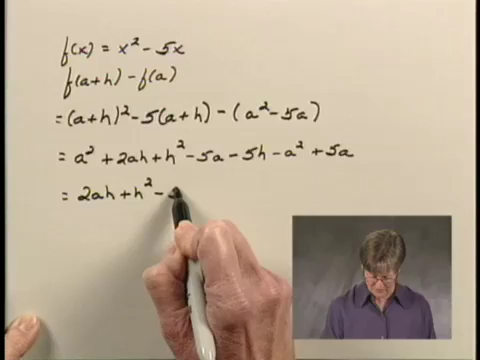 f(x) = x² - 5x
f(a+h) - f(a)
= (a+h)² - 5(a+h) - (a² - 5a)
= a² + 2ah + h² - 5a - 5h - a² + 5a
= 2ah + h² -